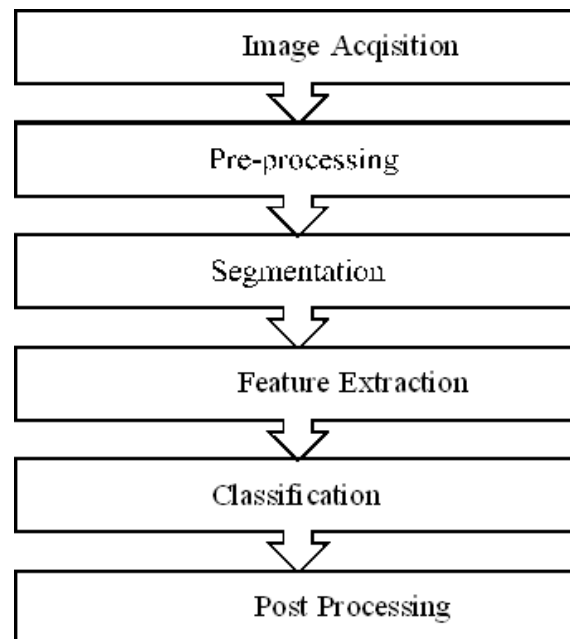 Image Acqisition
Pre-processing
Segmentation
Feature Extraction
Classification
Post Processing